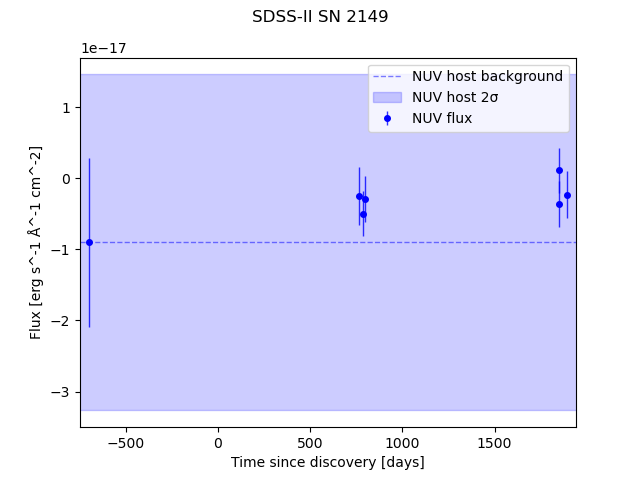 SDSS-II SN 2149
1e−17
NUV host background
NUV host 2σ
NUV flux
1
0
−1
−2
−3
Flux [erg s^-1 Å^-1 cm^-2]
−500
0
500
1000
1500
Time since discovery [days]